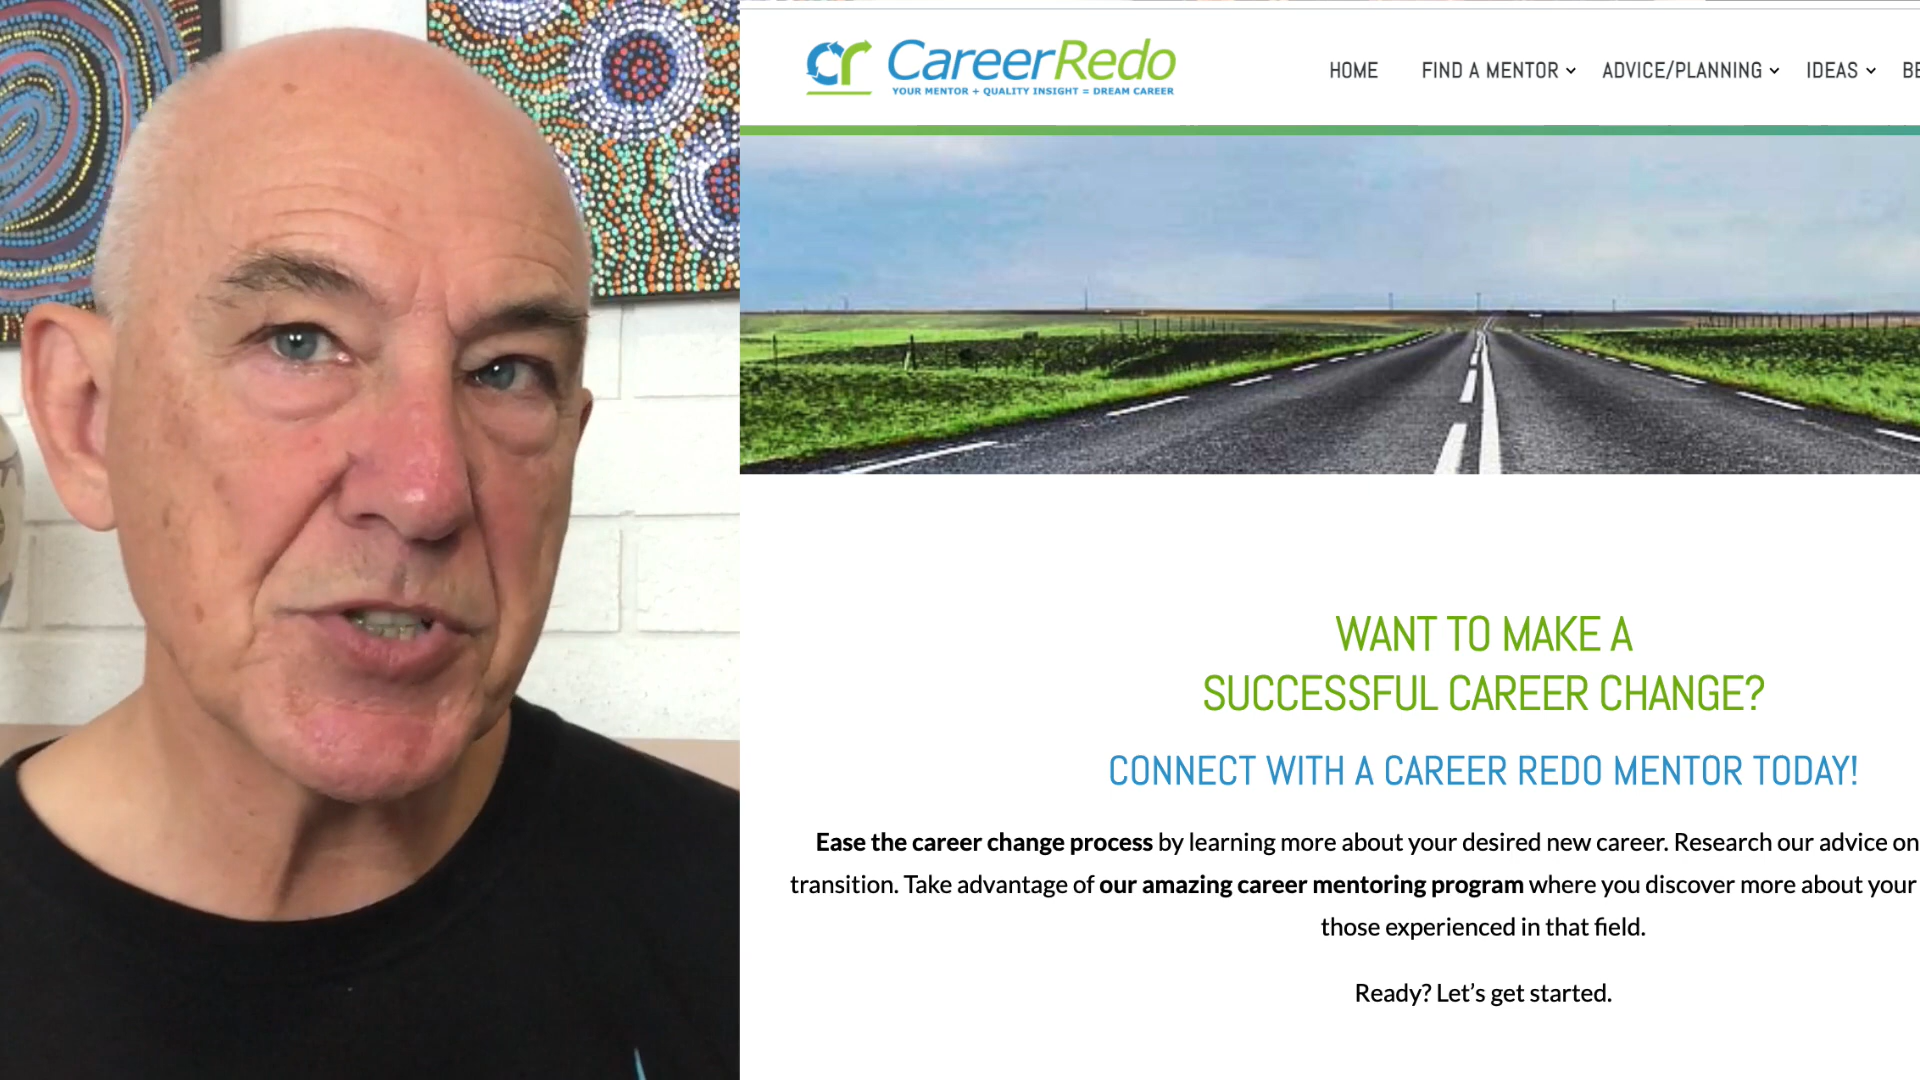 cr CareerRedo
YOUR MENTOR + QUALITY INSIGHT = DREAM CAREER
HOME FIND A MENTOR ADVICE/PLANNING IDEAS BE
WANT TO MAKE A
SUCCESSFUL CAREER CHANGE?
CONNECT WITH A CAREER REDO MENTOR TODAY!
Ease the career change process by learning more about your desired new career. Research our advice on
transition. Take advantage of our amazing career mentoring program where you discover more about your
those experienced in that field.
Ready? Let’s get started.